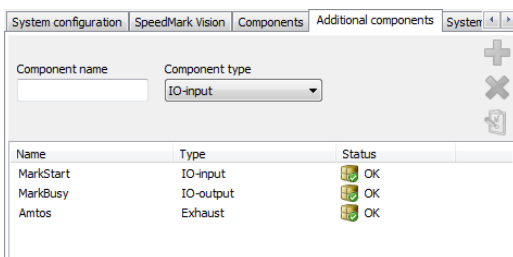 System configuration SpeedMark Vision Components Additional components System
Component name Component type
IO-input
Name Type Status
MarkStart IO-input OK
MarkBusy IO-output OK
Amtos Exhaust OK